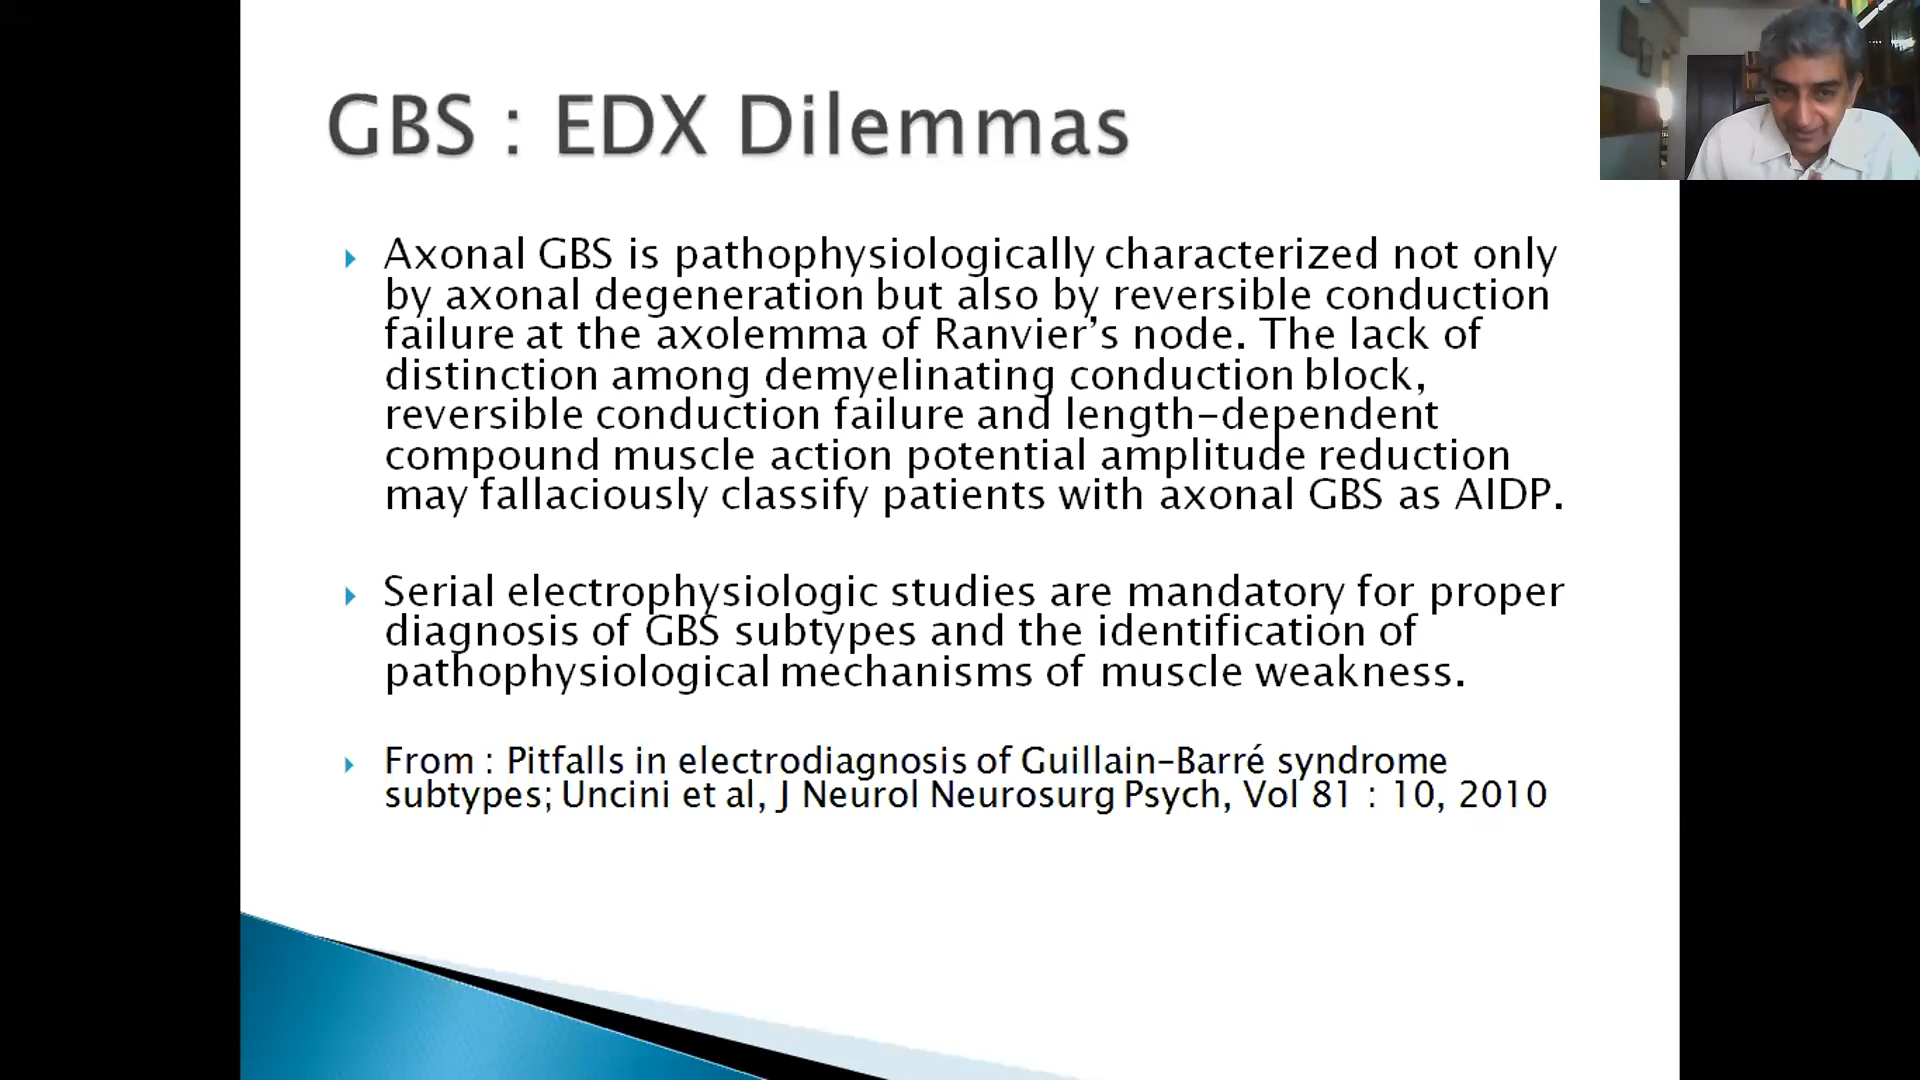 GBS : EDX Dilemmas
Axonal GBS is pathophysiologically characterized not only
by axonal degeneration but also by reversible conduction
failure at the axolemma of Ranvier’s node. The lack of
distinction among demyelinating conduction block,
reversible conduction failure and length-dependent
compound muscle action potential amplitude reduction
may fallaciously classify patients with axonal GBS as AIDP.
Serial electrophysiologic studies are mandatory for proper
diagnosis of GBS subtypes and the identification of
pathophysiological mechanisms of muscle weakness.
From : Pitfalls in electrodiagnosis of Guillain-Barré syndrome
subtypes; Uncini et al, J Neurol Neurosurg Psych, Vol 81 : 10, 2010